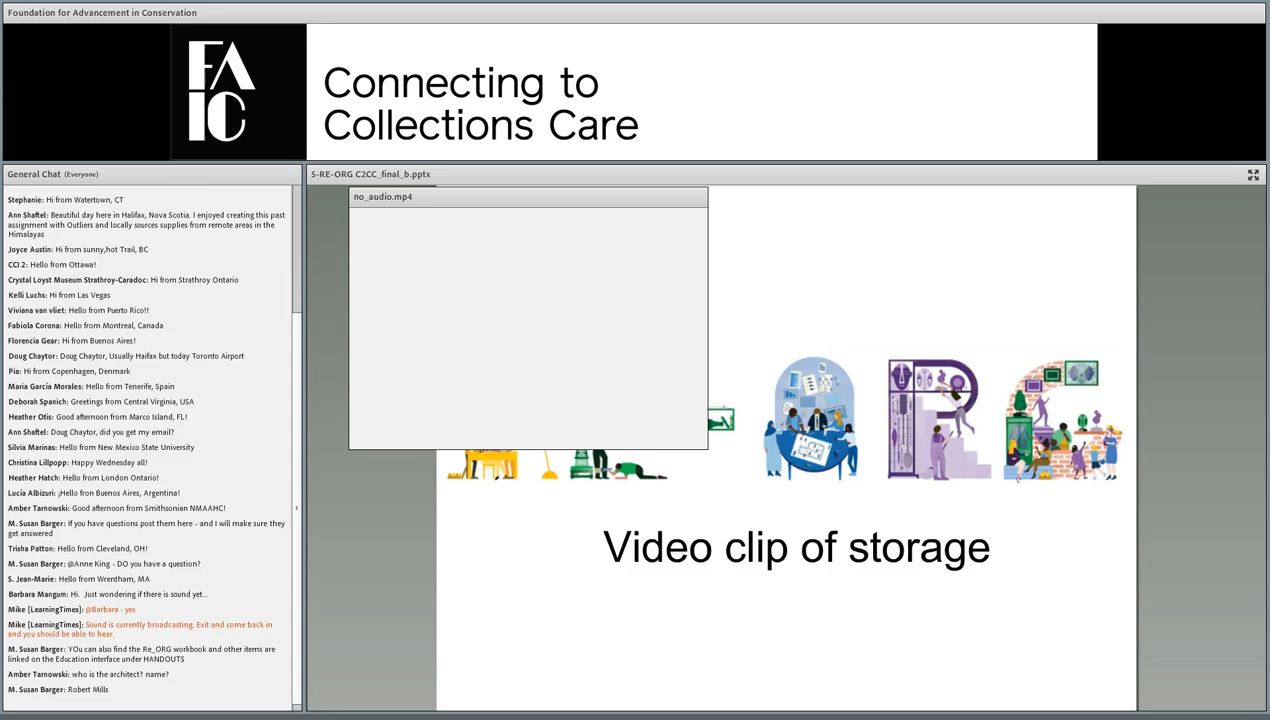 Foundation for Advancement in Conservation
FA
IC
Connecting to
Collections Care
General Chat (Everyone)
Stephanie: Hi from Watertown, CT
Ann Shaftel: Beautiful day here in Halifax, Nova Scotia. I enjoyed creating this past
assignment with Outliers and locally sources supplies from remote areas in the
Himalayas
Joyce Austin: Hi from sunny,hot Trail, BC
CCI 2: Hello from Ottawa!
Crystal Loyst Museum Strathroy-Caradoc: Hi from Strathroy Ontario
Kelli Luchs: Hi from Las Vegas
Viviana van vliet: Hello from Puerto Rico!!
Fabiola Corona: Hello from Montreal, Canada
Florencia Gear: Hi from Buenos Aires!
Doug Chaytor: Doug Chaytor, Usually Haifax but today Toronto Airport
Pia: Hi from Copenhagen, Denmark
Maria García Morales: Hello from Tenerife, Spain
Deborah Spanich: Greetings from Central Virginia, USA
Heather Otis: Good afternoon from Marco Island, FL!
Ann Shaftel: Doug Chaytor, did you get my email?
Silvia Marinas: Hello from New Mexico State University
Christina Lillpopp: Happy Wednesday all!
Heather Hatch: Hello from London Ontario!
Lucía Albizuri: ¡Hello fron Buenos Aires, Argentina!
Amber Tarnowski: Good afternoon from Smithsonian NMAAHC!
M. Susan Barger: If you have questions post them here - and I will make sure they
get answered
Trisha Patton: Hello from Cleveland, OH!
M. Susan Barger: @Anne King - DO you have a question?
S. Jean-Marie: Hello from Wrentham, MA
Barbara Mangum: Hi.  Just wondering if there is sound yet...
Mike [LearningTimes]: @Barbara - yes
Mike [LearningTimes]: Sound is currently broadcasting. Exit and come back in
and you should be able to hear.
M. Susan Barger: YOu can also find the Re_ORG workbook and other items are
linked on the Education interface under HANDOUTS
Amber Tarnowski: who is the architect? name?
M. Susan Barger: Robert Mills
5-RE-ORG C2CC_final_b.pptx
no_audio.mp4
ORG
Video clip of storage